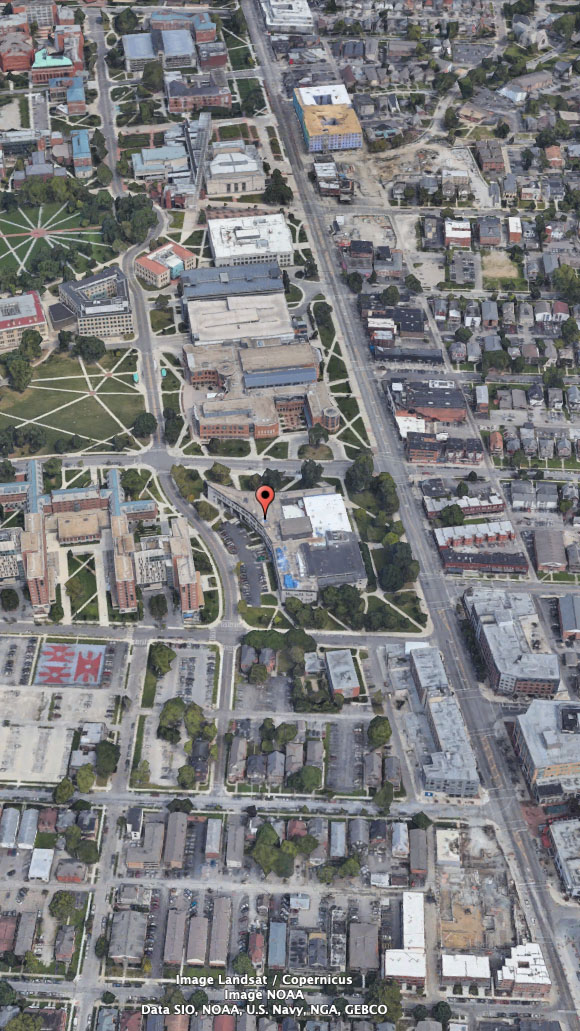 Image Landsat / Copernicus
Image NOAA
Data SIO, NOAA, U.S. Navy, NGA, GEBCO